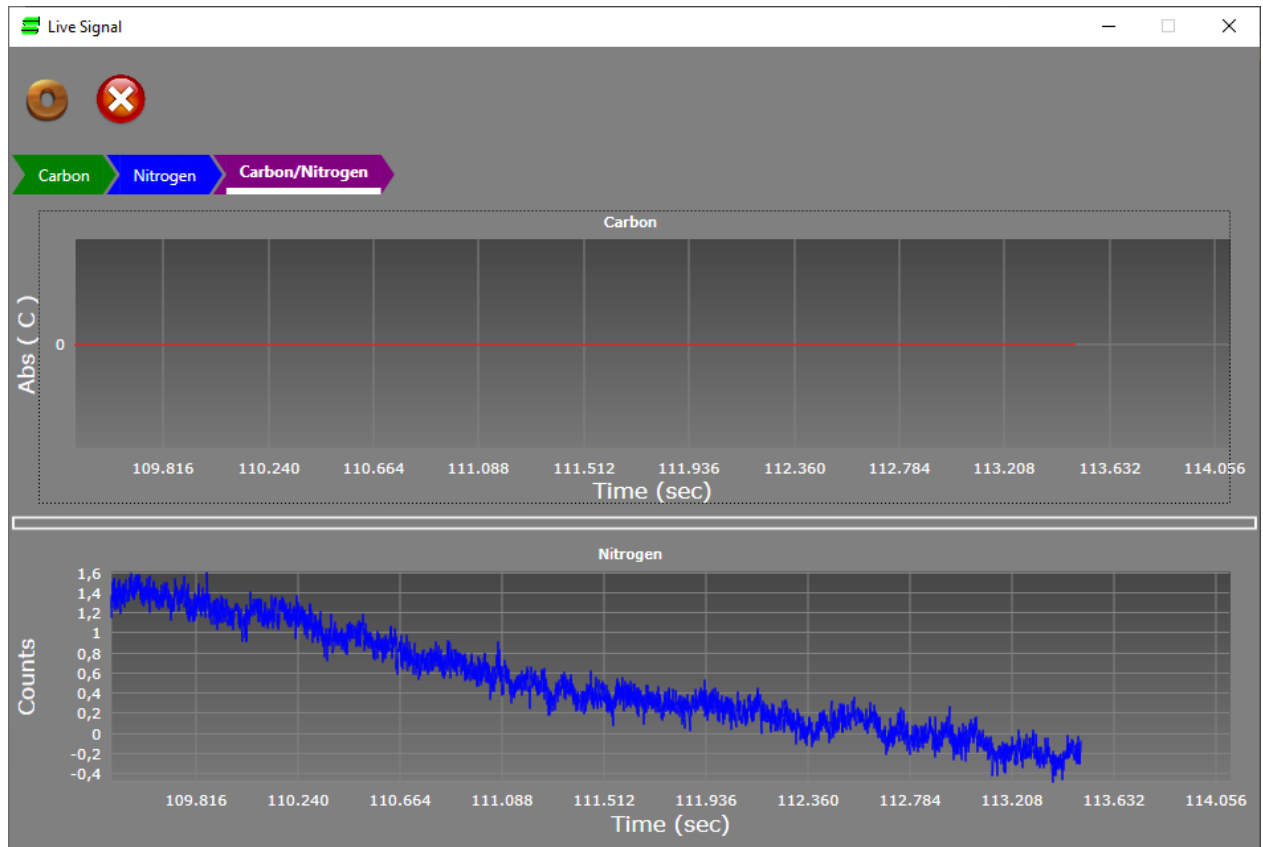 Live Signal
Carbon Nitrogen Carbon/Nitrogen
Carbon
Abs ( C )
0
109.816 110.240 110.664 111.088 111.512 111.936 112.360 112.784 113.208 113.632 114.056
Time (sec)
Nitrogen
Counts
1,6
1,4
1,2
1
0,8
0,6
0,4
0,2
0
-0,2
-0,4
109.816 110.240 110.664 111.088 111.512 111.936 112.360 112.784 113.208 113.632 114.056
Time (sec)